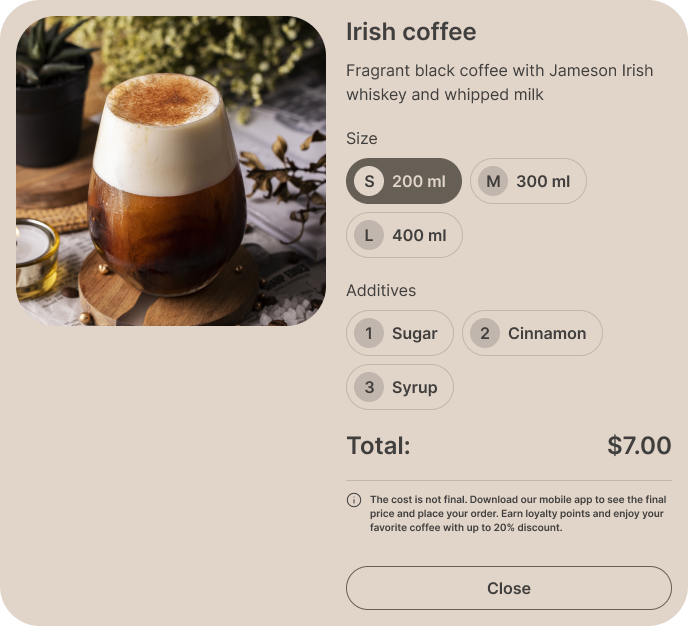 Irish coffee
Fragrant black coffee with Jameson Irish
whiskey and whipped milk
Size
S 200 ml
M 300 ml
L 400 ml
Additives
1 Sugar
2 Cinnamon
3 Syrup
Total: $7.00
The cost is not final. Download our mobile app to see the final
price and place your order. Earn loyalty points and enjoy your
favorite coffee with up to 20% discount.
Close